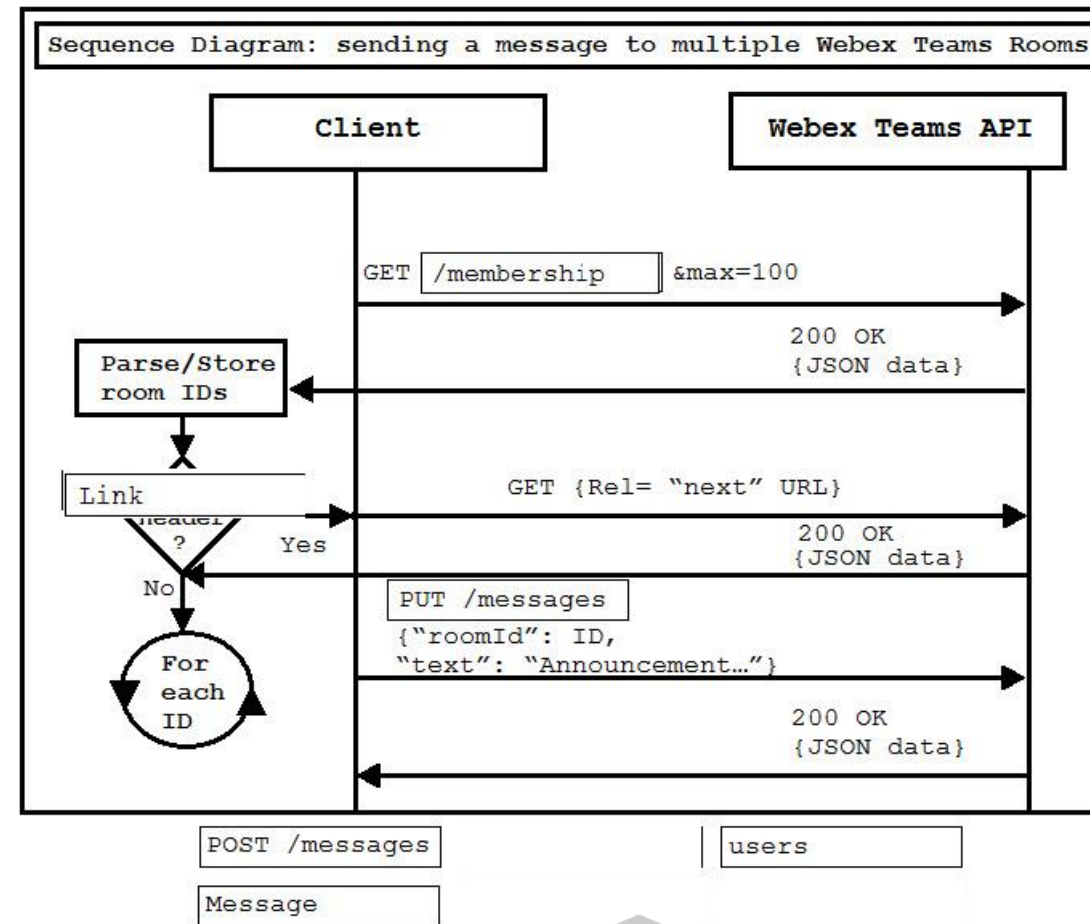 Sequence Diagram: sending a message to multiple Webex Teams Rooms
Client
Webex Teams API
GET /membership &max=100
200 OK
{JSON data}
Parse/Store
room IDs
Link
header
?
Yes
No
GET {Rel= “next” URL}
200 OK
{JSON data}
PUT /messages
{“roomId”: ID,
“text”: “Announcement…”}
For
each
ID
200 OK
{JSON data}
POST /messages
users
Message